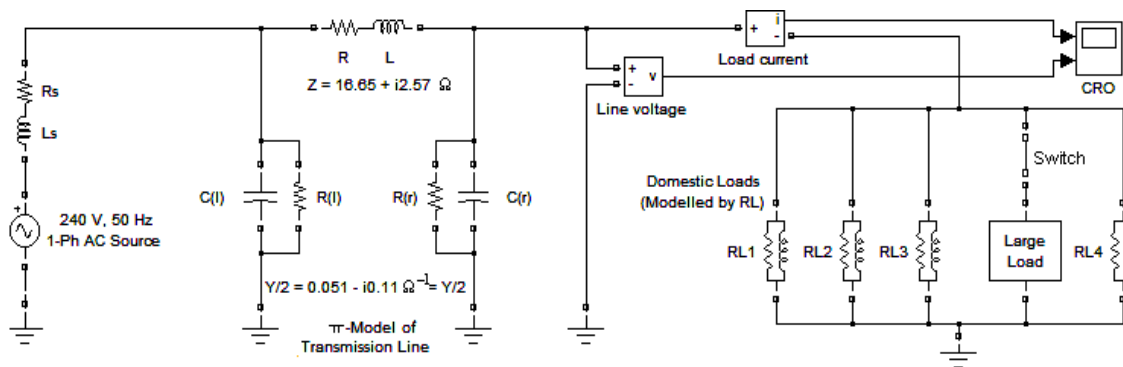 R L
Z = 16.65 + i2.57 Ω
Rs
Ls
+
240 V, 50 Hz
1-Ph AC Source
C(l) R(l) R(r) C(r)
Y/2 = 0.051 - i0.11 Ω⁻¹= Y/2
π-Model of
Transmission Line
+ i
-
Load current
+
-
v
Line voltage
CRO
Domestic Loads
(Modelled by RL)
Switch
RL1 RL2 RL3
Large
Load
RL4